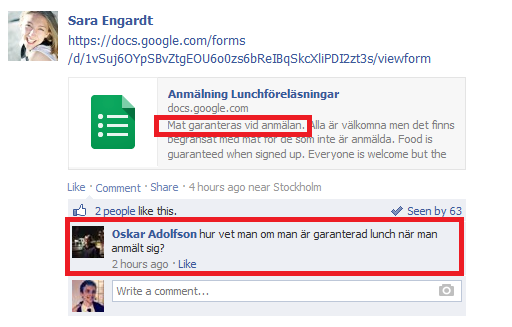 Sara Engardt
https://docs.google.com/forms
/d/1vSuj6OYpSBvZtgEOU6o0zs6bReIBqSkcXliPDI2zt3s/viewform
Anmälning Lunchföreläsningar
docs.google.com
Mat garanteras vid anmälan. Alla är välkomna men det finns
begränsat med mat för de som inte är anmälda. Food is
guaranteed when signed up. Everyone is welcome but the
Like · Comment · Share · 4 hours ago near Stockholm
2 people like this.
Seen by 63
Oskar Adolfson hur vet man om man är garanterad lunch när man
anmält sig?
2 hours ago · Like
Write a comment...